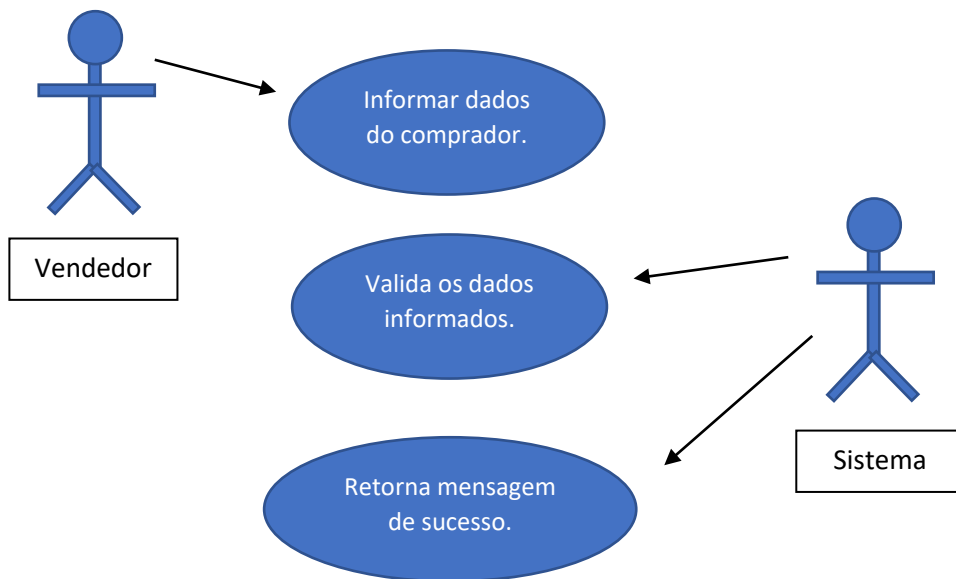 Informar dados
do comprador.
Vendedor
Valida os dados
informados.
Sistema
Retorna mensagem
de sucesso.